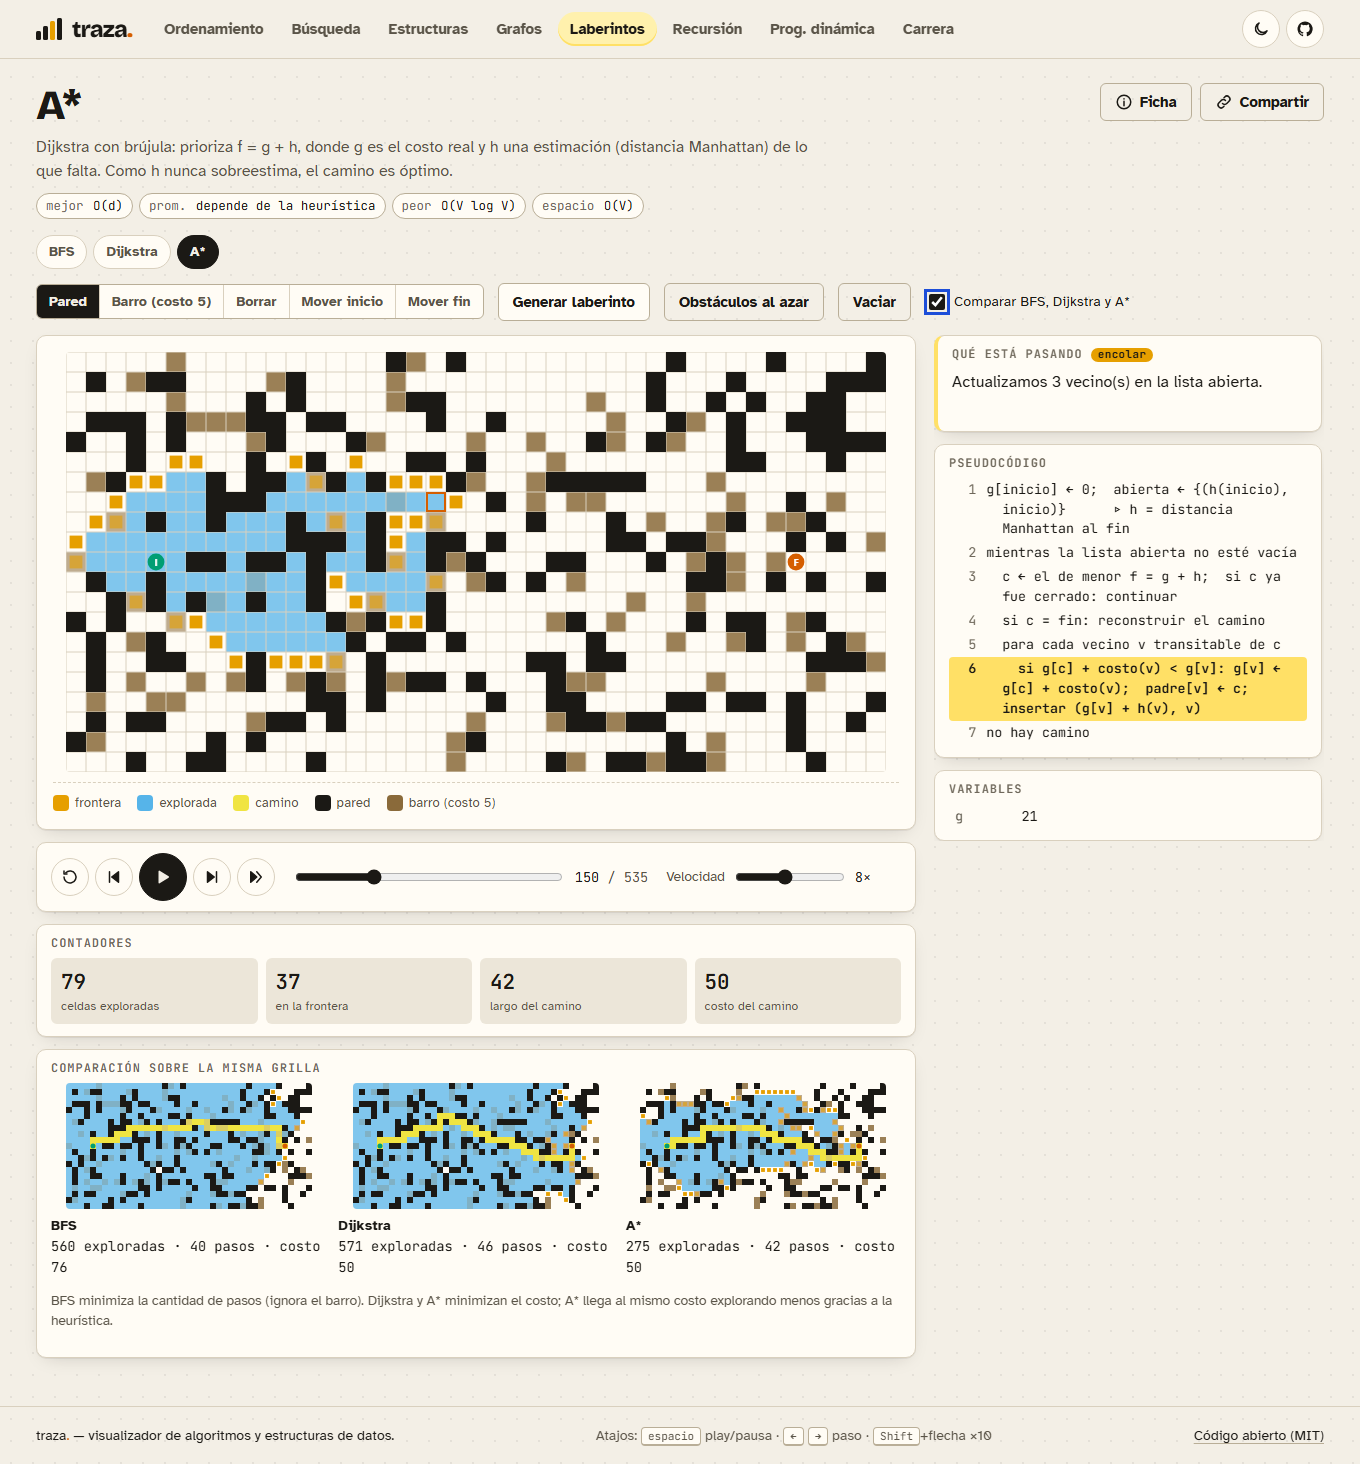 traza.
Ordenamiento
Búsqueda
Estructuras
Grafos
Laberintos
Recursión
Prog. dinámica
Carrera
A*
Ficha
Compartir
Dijkstra con brújula: prioriza f = g + h, donde g es el costo real y h una estimación (distancia Manhattan) de lo
que falta. Como h nunca sobreestima, el camino es óptimo.
mejor O(d)
prom. depende de la heurística
peor O(V log V)
espacio O(V)
BFS
Dijkstra
A*
Pared
Barro (costo 5)
Borrar
Mover inicio
Mover fin
Generar laberinto
Obstáculos al azar
Vaciar
Comparar BFS, Dijkstra y A*
I
F
frontera
explorada
camino
pared
barro (costo 5)
QUÉ ESTÁ PASANDO encolar
Actualizamos 3 vecino(s) en la lista abierta.
PSEUDOCÓDIGO
1 g[inicio] ← 0; abierta ← {(h(inicio),
inicio)} ▹ h = distancia
Manhattan al fin
2 mientras la lista abierta no esté vacía
3 c ← el de menor f = g + h; si c ya
fue cerrado: continuar
4 si c = fin: reconstruir el camino
5 para cada vecino v transitable de c
6 si g[c] + costo(v) < g[v]: g[v] ←
g[c] + costo(v); padre[v] ← c;
insertar (g[v] + h(v), v)
7 no hay camino
VARIABLES
g 21
150 / 535
Velocidad
8×
CONTADORES
79
celdas exploradas
37
en la frontera
42
largo del camino
50
costo del camino
COMPARACIÓN SOBRE LA MISMA GRILLA
BFS
560 exploradas · 40 pasos · costo
76
Dijkstra
571 exploradas · 46 pasos · costo
50
A*
275 exploradas · 42 pasos · costo
50
BFS minimiza la cantidad de pasos (ignora el barro). Dijkstra y A* minimizan el costo; A* llega al mismo costo explorando menos gracias a la
heurística.
traza. — visualizador de algoritmos y estructuras de datos.
Atajos: espacio play/pausa · ← → paso · Shift+flecha ×10
Código abierto (MIT)